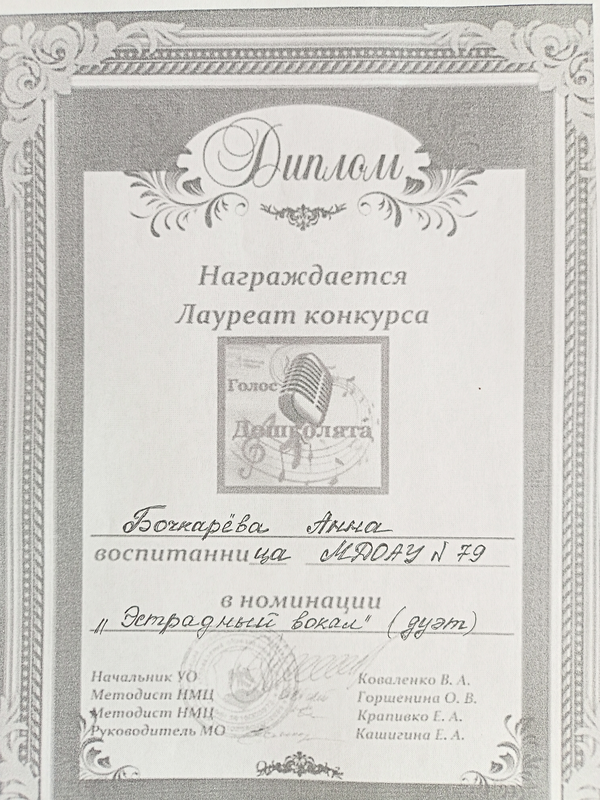 Диплом
Награждается
Лауреат конкурса
Голос
Дошколята
Бочкарёва Анна
воспитанница МДОАУ № 79
в номинации
„Эстрадный вокал" (дуэт)
Начальник УО Коваленко В. А.
Методист НМЦ Горшенина О. В.
Методист НМЦ Крапивко Е. А.
Руководитель МО Кашигина Е. А.